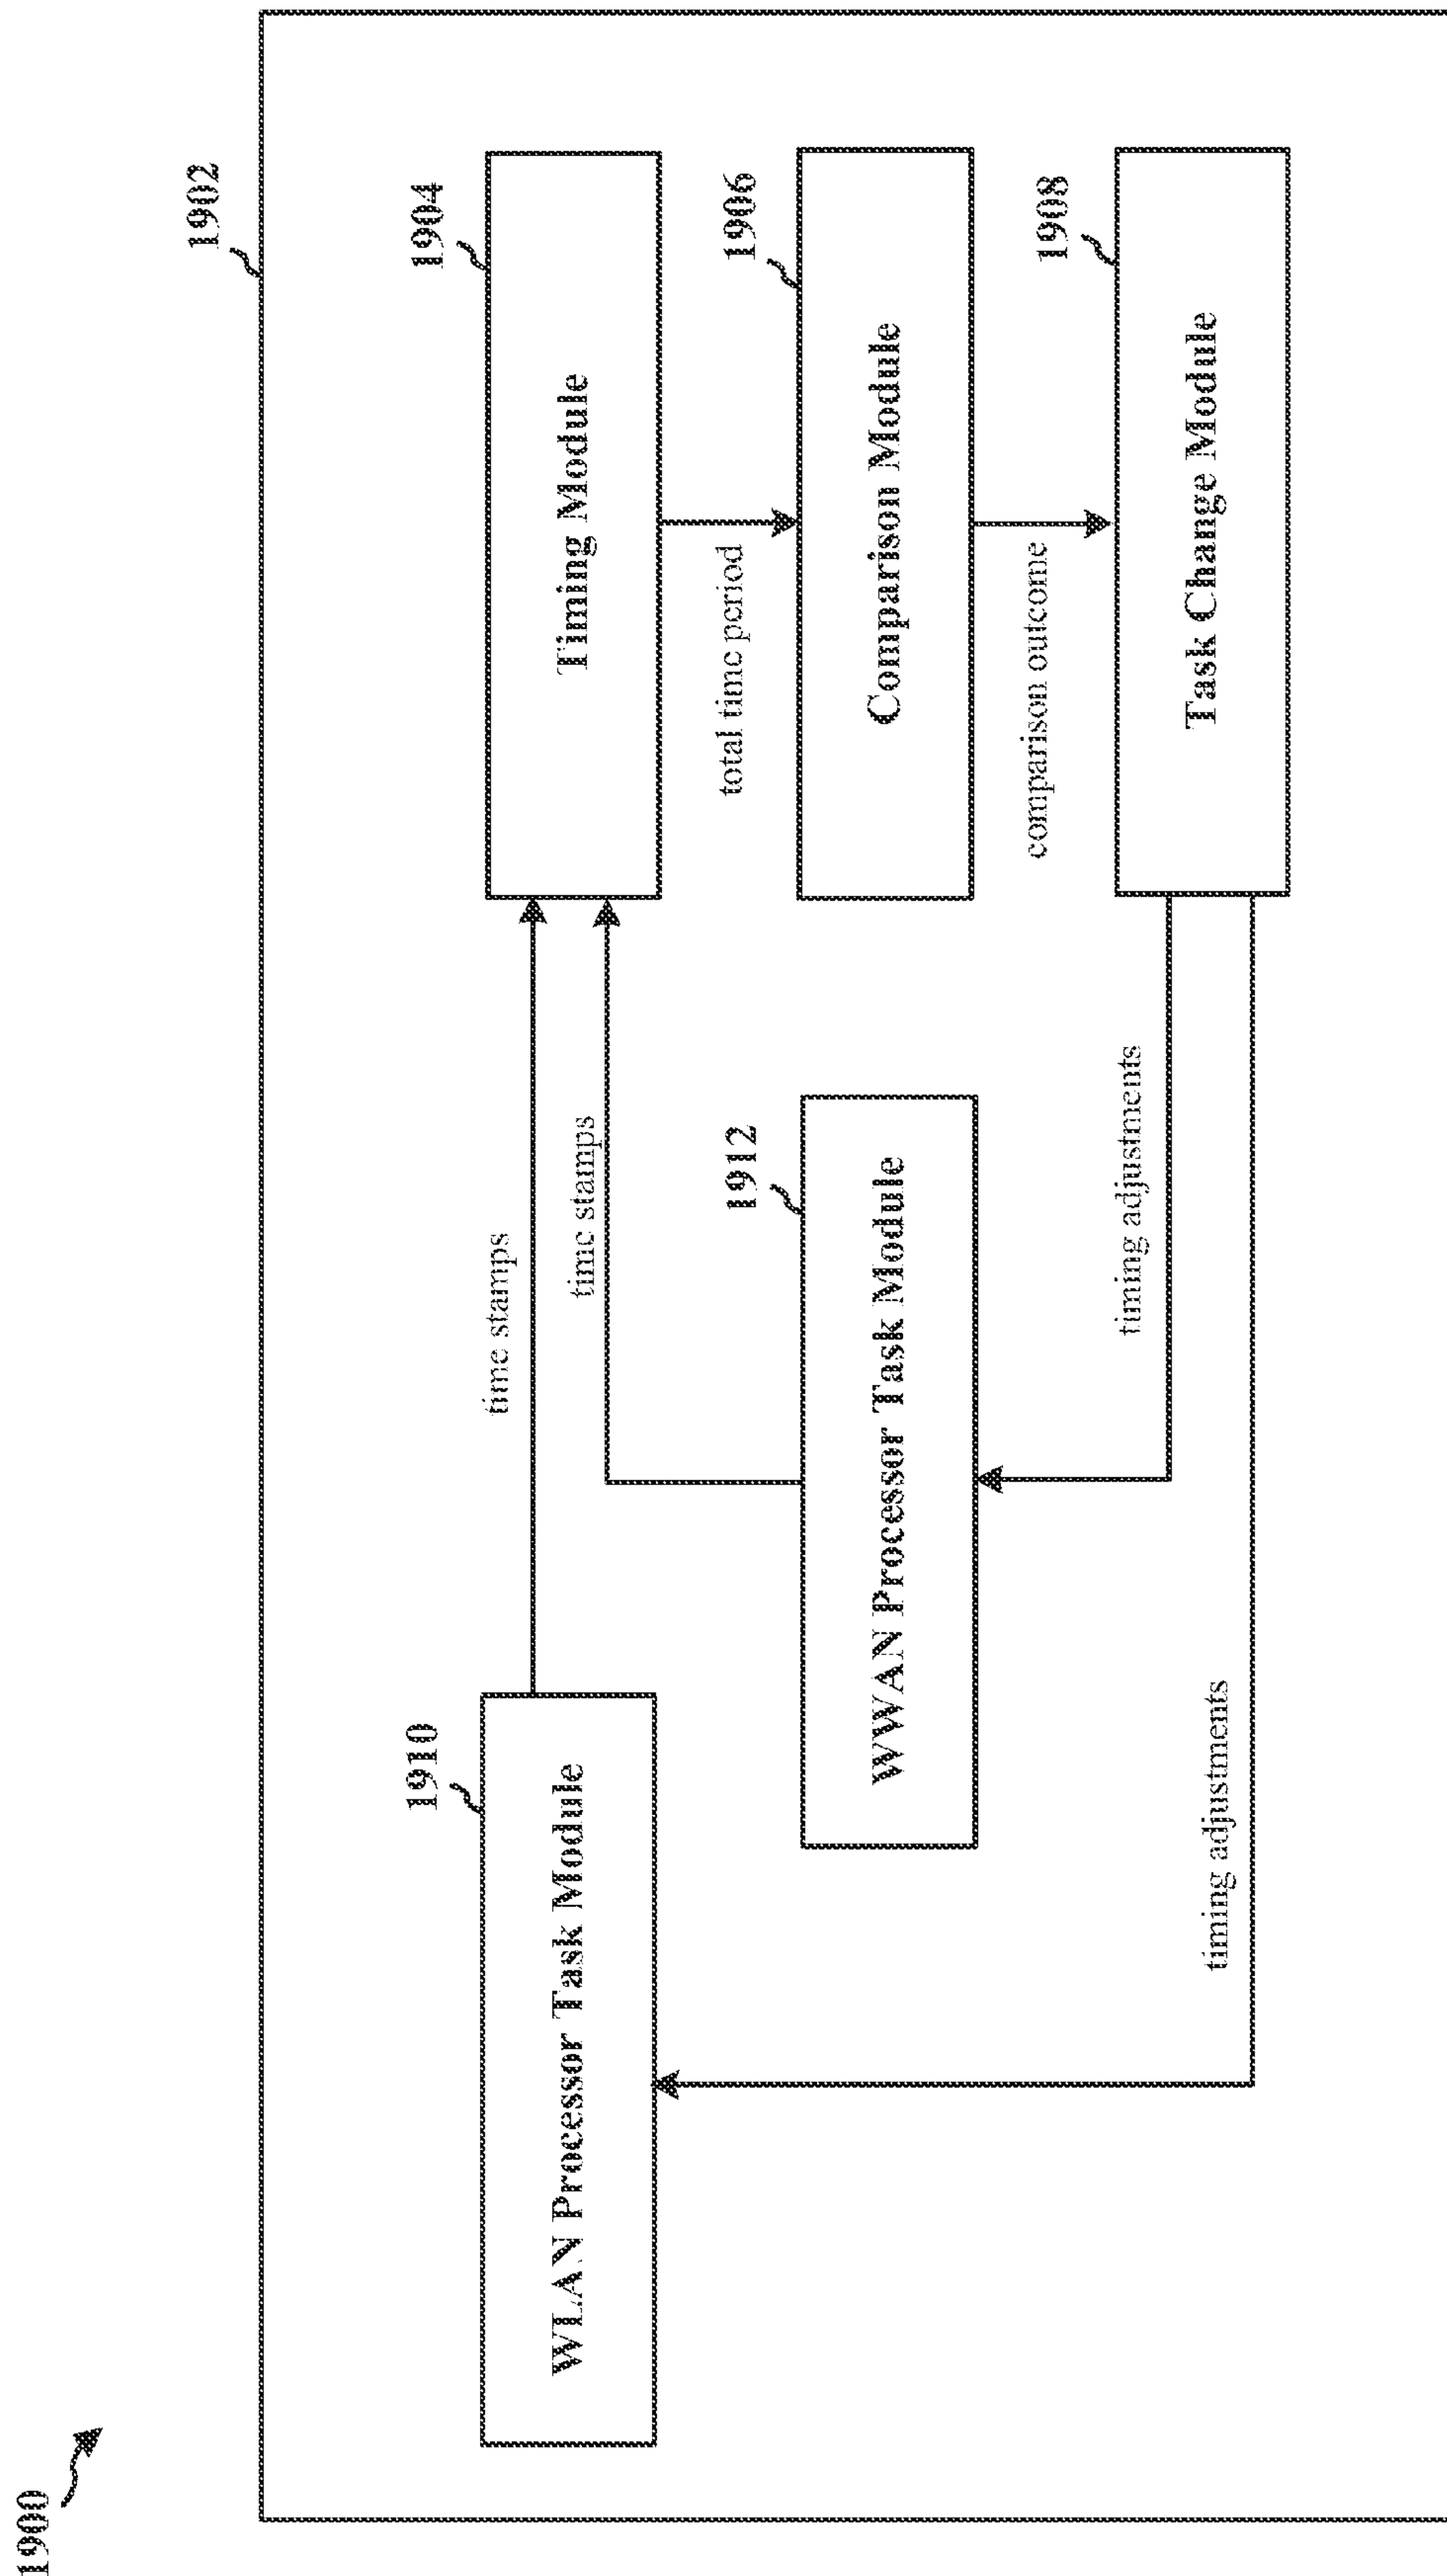 1900
1902
1910
WLAN Processor Task Module
time stamps
1904
Timing Module
time stamps
total time period
1912
WWAN Processor Task Module
1906
Comparison Module
comparison outcome
timing adjustments
1908
Task Change Module
timing adjustments